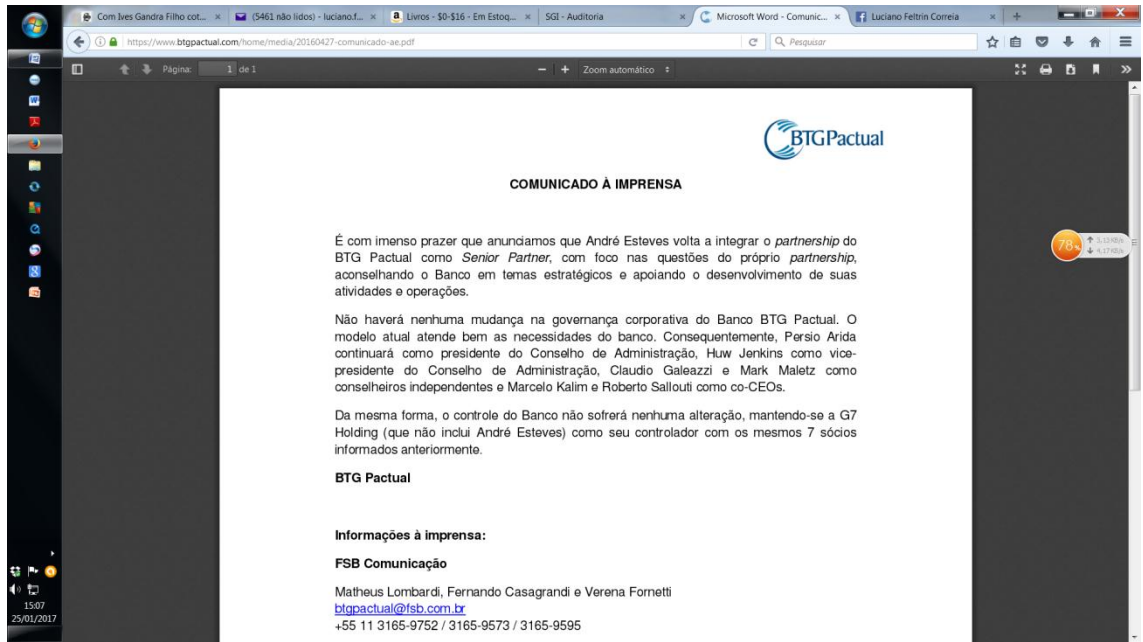 Com Ives Gandra Filho cot...
(5461 não lidos) - luciano.f...
Livros - $0-$16 - Em Estoq...
SGI - Auditoria
Microsoft Word - Comunic...
Luciano Feltrin Correia
https://www.btgpactual.com/home/media/20160427-comunicado-ae.pdf
Pesquisar
Página: 1 de 1
Zoom automático
BTGPactual
COMUNICADO À IMPRENSA
É com imenso prazer que anunciamos que André Esteves volta a integrar o partnership do
BTG Pactual como Senior Partner, com foco nas questões do próprio partnership,
aconselhando o Banco em temas estratégicos e apoiando o desenvolvimento de suas
atividades e operações.
Não haverá nenhuma mudança na governança corporativa do Banco BTG Pactual. O
modelo atual atende bem as necessidades do banco. Consequentemente, Persio Arida
continuará como presidente do Conselho de Administração, Huw Jenkins como vice-
presidente do Conselho de Administração, Claudio Galeazzi e Mark Maletz como
conselheiros independentes e Marcelo Kalim e Roberto Sallouti como co-CEOs.
Da mesma forma, o controle do Banco não sofrerá nenhuma alteração, mantendo-se a G7
Holding (que não inclui André Esteves) como seu controlador com os mesmos 7 sócios
informados anteriormente.
BTG Pactual
Informações à imprensa:
FSB Comunicação
Matheus Lombardi, Fernando Casagrandi e Verena Fornetti
btgpactual@fsb.com.br
+55 11 3165-9752 / 3165-9573 / 3165-9595
78%
15:07
25/01/2017